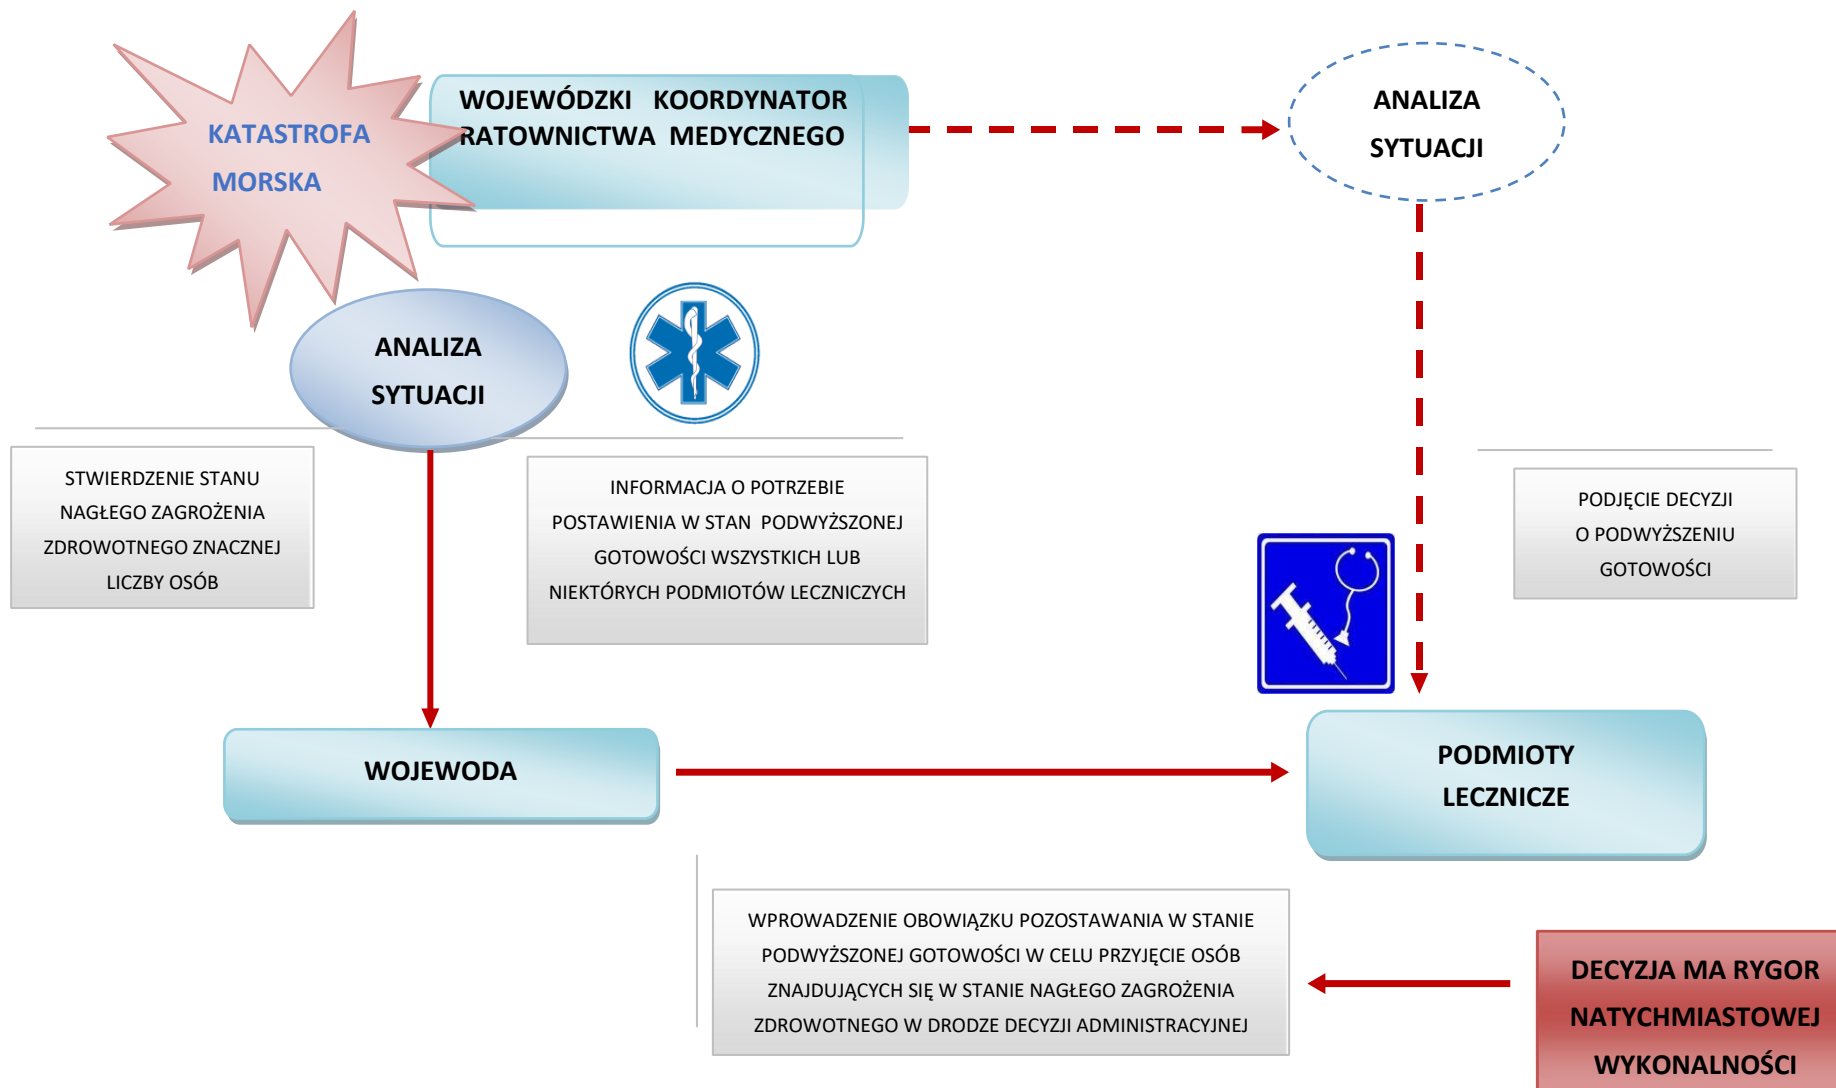 KATASTROFA
MORSKA
WOJEWÓDZKI KOORDYNATOR
RATOWNICTWA MEDYCZNEGO
ANALIZA
SYTUACJI
ANALIZA
SYTUACJI
STWIERDZENIE STANU
NAGŁEGO ZAGROŻENIA
ZDROWOTNEGO ZNACZNEJ
LICZBY OSÓB
INFORMACJA O POTRZEBIE
POSTAWIENIA W STAN PODWYŻSZONEJ
GOTOWOŚCI WSZYSTKICH LUB
NIEKTÓRYCH PODMIOTÓW LECZNICZYCH
PODJĘCIE DECYZJI
O PODWYŻSZENIU
GOTOWOŚCI
WOJEWODA
PODMIOTY
LECZNICZE
WPROWADZENIE OBOWIĄZKU POZOSTAWANIA W STANIE
PODWYŻSZONEJ GOTOWOŚCI W CELU PRZYJĘCIE OSÓB
ZNAJDUJĄCYCH SIĘ W STANIE NAGŁEGO ZAGROŻENIA
ZDROWOTNEGO W DRODZE DECYZJI ADMINISTRACYJNEJ
DECYZJA MA RYGOR
NATYCHMIASTOWEJ
WYKONALNOŚCI